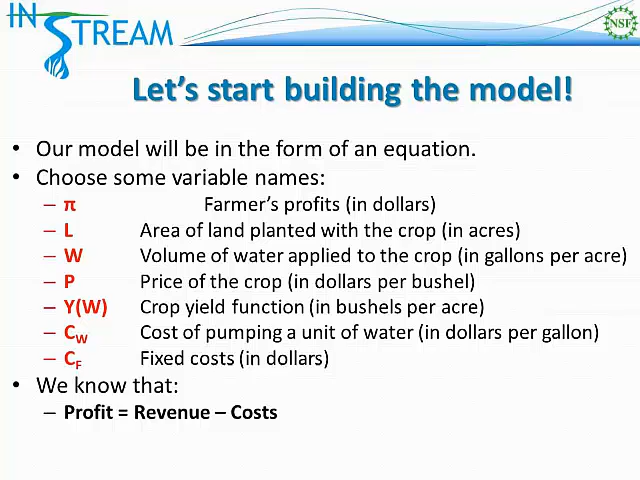 IN STREAM
NSF
Let's start building the model!
• Our model will be in the form of an equation.
• Choose some variable names:
– π Farmer's profits (in dollars)
– L Area of land planted with the crop (in acres)
– W Volume of water applied to the crop (in gallons per acre)
– P Price of the crop (in dollars per bushel)
– Y(W) Crop yield function (in bushels per acre)
– CW Cost of pumping a unit of water (in dollars per gallon)
– CF Fixed costs (in dollars)
• We know that:
– Profit = Revenue – Costs